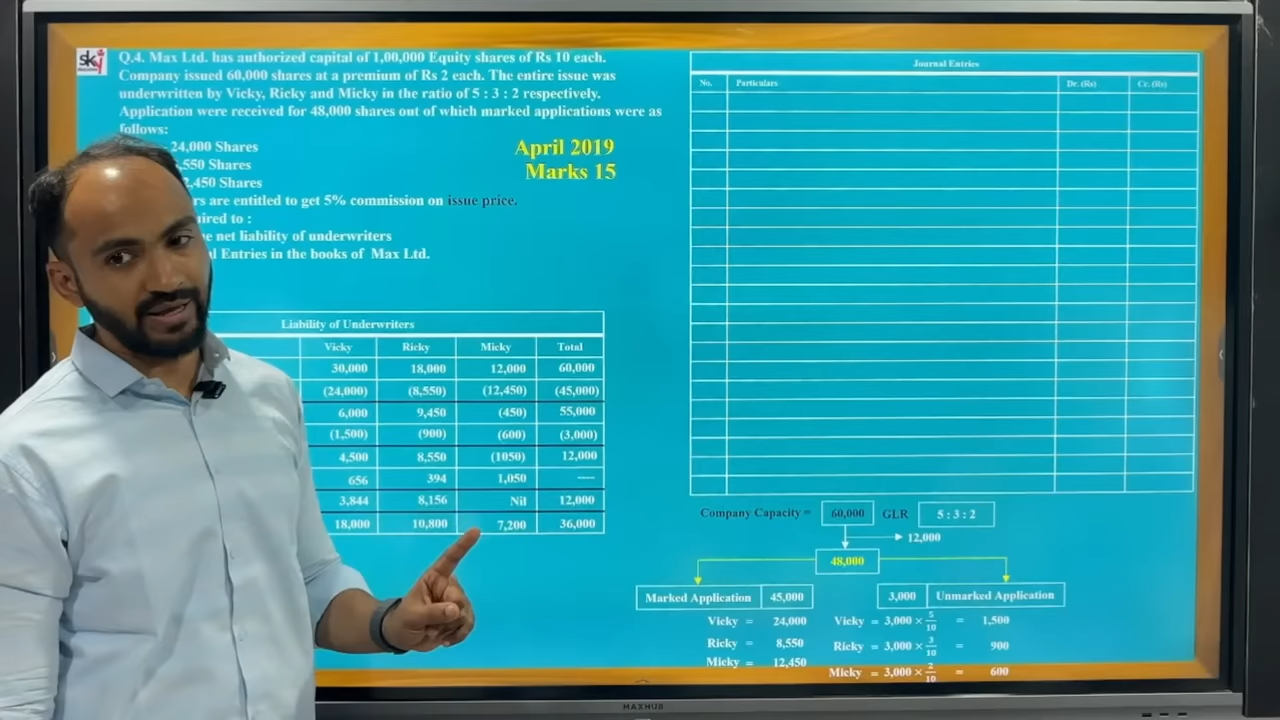 sky
Q.4. Max Ltd. has authorized capital of 1,00,000 Equity shares of Rs 10 each.
Company issued 60,000 shares at a premium of Rs 2 each. The entire issue was
underwritten by Vicky, Ricky and Micky in the ratio of 5 : 3 : 2 respectively.
Application were received for 48,000 shares out of which marked applications were as
follows:
24,000 Shares
,550 Shares
2,450 Shares
rs are entitled to get 5% commission on issue price.
uired to :
e net liability of underwriters
l Entries in the books of Max Ltd.
April 2019
Marks 15
Liability of Underwriters
Vicky Ricky Micky Total
30,000 18,000 12,000 60,000
(24,000) (8,550) (12,450) (45,000)
6,000 9,450 (450) 55,000
(1,500) (900) (600) (3,000)
4,500 8,550 (1050) 12,000
656 394 1,050 -----
3,844 8,156 Nil 12,000
18,000 10,800 7,200 36,000
Journal Entries
No. Particulars Dr. (Rs) Cr. (Rs)
Company Capacity = 60,000 GLR 5 : 3 : 2
12,000
48,000
Marked Application 45,000 3,000 Unmarked Application
Vicky = 24,000 Vicky = 3,000 × 5/10 = 1,500
Ricky = 8,550 Ricky = 3,000 × 3/10 = 900
Micky = 12,450 Micky = 3,000 × 2/10 = 600
MAXHUB